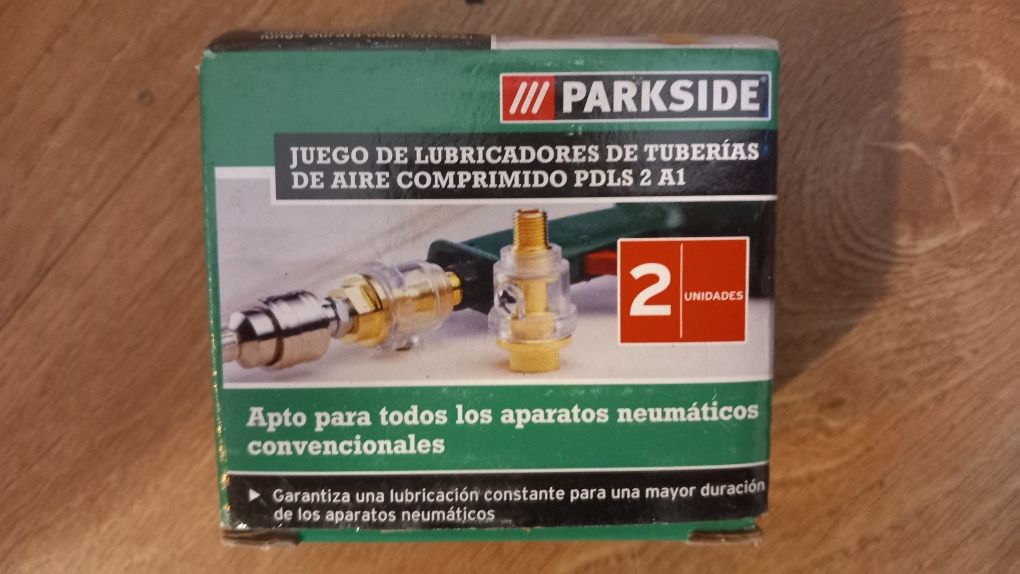 PARKSIDE
JUEGO DE LUBRICADORES DE TUBERÍAS
DE AIRE COMPRIMIDO PDLS 2 A1
2 UNIDADES
Apto para todos los aparatos neumáticos
convencionales
▶ Garantiza una lubricación constante para una mayor duración
de los aparatos neumáticos